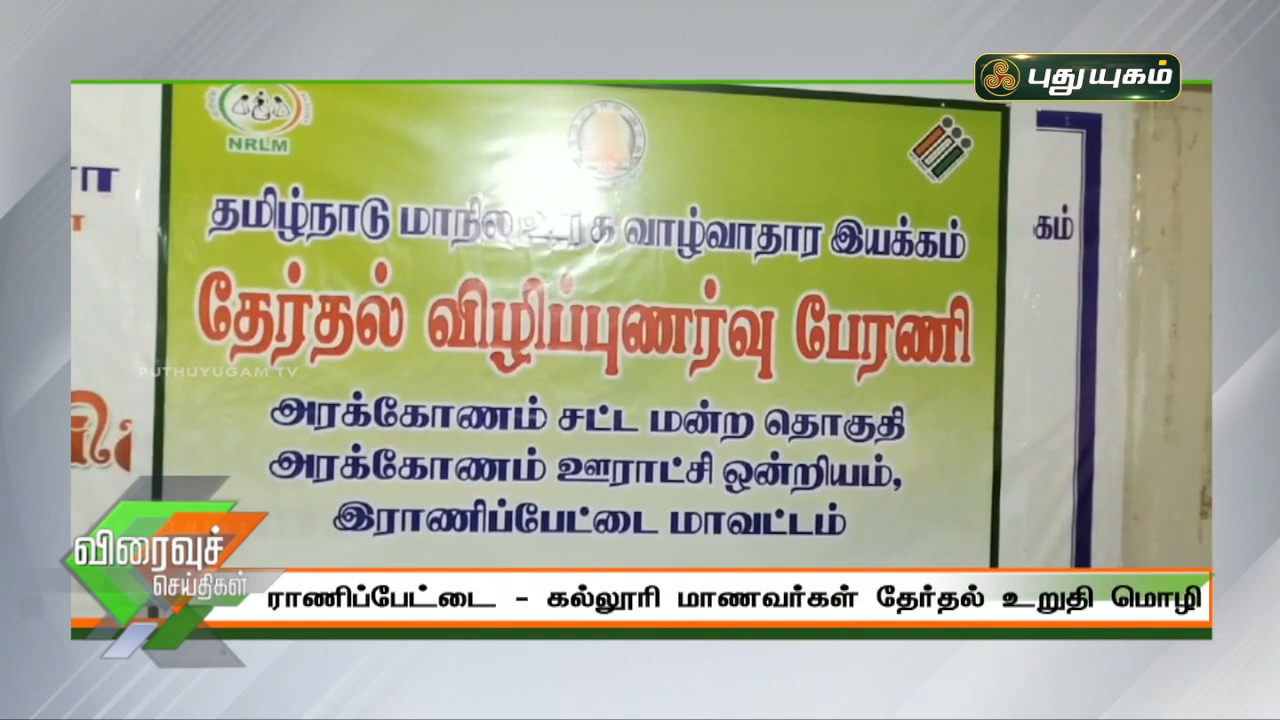 புதுயுகம்
NRLM
தமிழ்நாடு வாழ்வாதார இயக்கம்
தேர்தல் விழிப்புணர்வு பேரணி
அரக்கோணம் சட்ட மன்ற தொகுதி
அரக்கோணம் ஊராட்சி ஒன்றியம்,
இராணிப்பேட்டை மாவட்டம்
PUTHUYUGAM TV
விரைவுச்
செய்திகள்
ராணிப்பேட்டை - கல்லூரி மாணவர்கள் தேர்தல் உறுதி மொழி